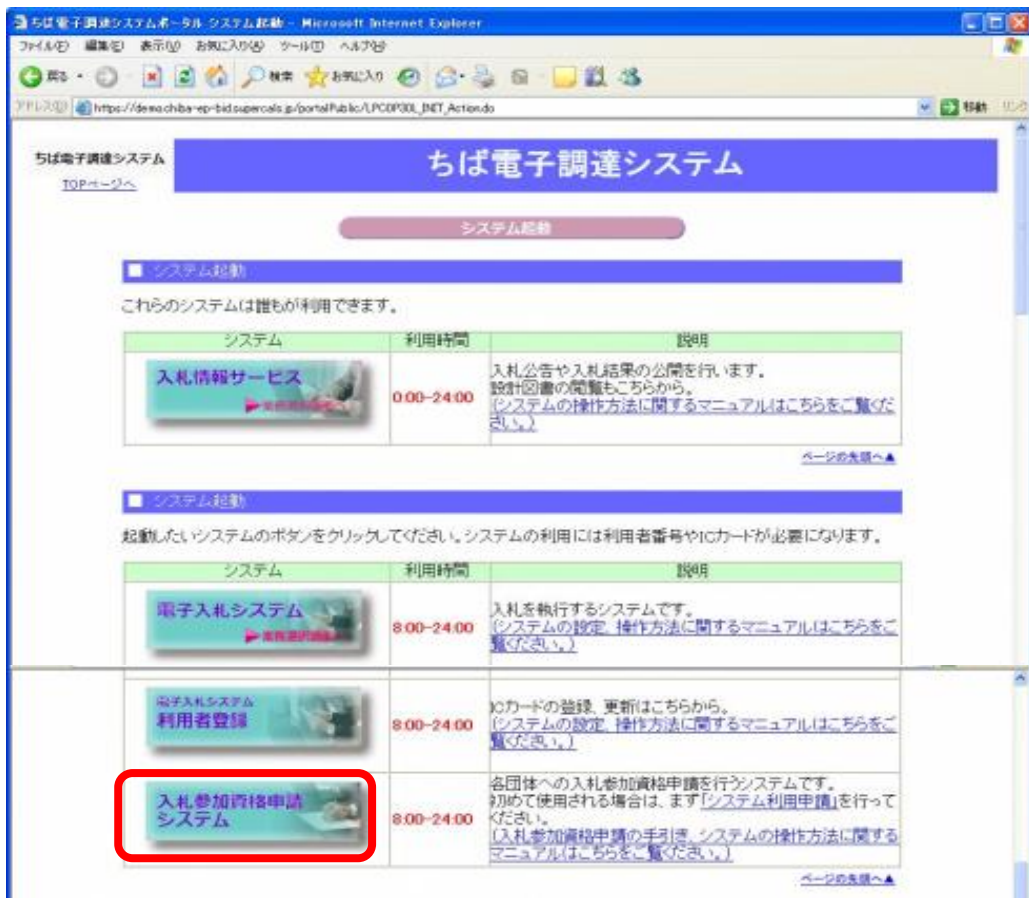 ちば電子調達システムポータル システム起動 - Microsoft Internet Explorer
ファイル(F) 編集(E) 表示(V) お気に入り(A) ツール(T) ヘルプ(H)
戻る 検索 お気に入り
アドレス(D) 移動 リンク
ちば電子調達システム
TOPページへ
ちば電子調達システム
システム起動
■ システム起動
これらのシステムは誰もが利用できます。
システム 利用時間 説明
入札情報サービス
0:00-24:00
入札公告や入札結果の公開を行います。
設計図書の閲覧もこちらから。
(システムの操作方法に関するマニュアルはこちらをご覧くだ
さい。)
ページの先頭へ▲
■ システム起動
起動したいシステムのボタンをクリックしてください。システムの利用には利用者番号やICカードが必要になります。
システム 利用時間 説明
電子入札システム
8:00-24:00
入札を執行するシステムです。
(システムの設定、操作方法に関するマニュアルはこちらをご
覧ください。)
電子入札システム
利用者登録
8:00-24:00
ICカードの登録、更新はこちらから。
(システムの設定、操作方法に関するマニュアルはこちらをご
覧ください。)
入札参加資格申請
システム
8:00-24:00
各団体への入札参加資格申請を行うシステムです。
初めて使用される場合は、まず「システム利用申請」を行って
ください。
(入札参加資格申請の手引き、システムの操作方法に関する
マニュアルはこちらをご覧ください。)
ページの先頭へ▲